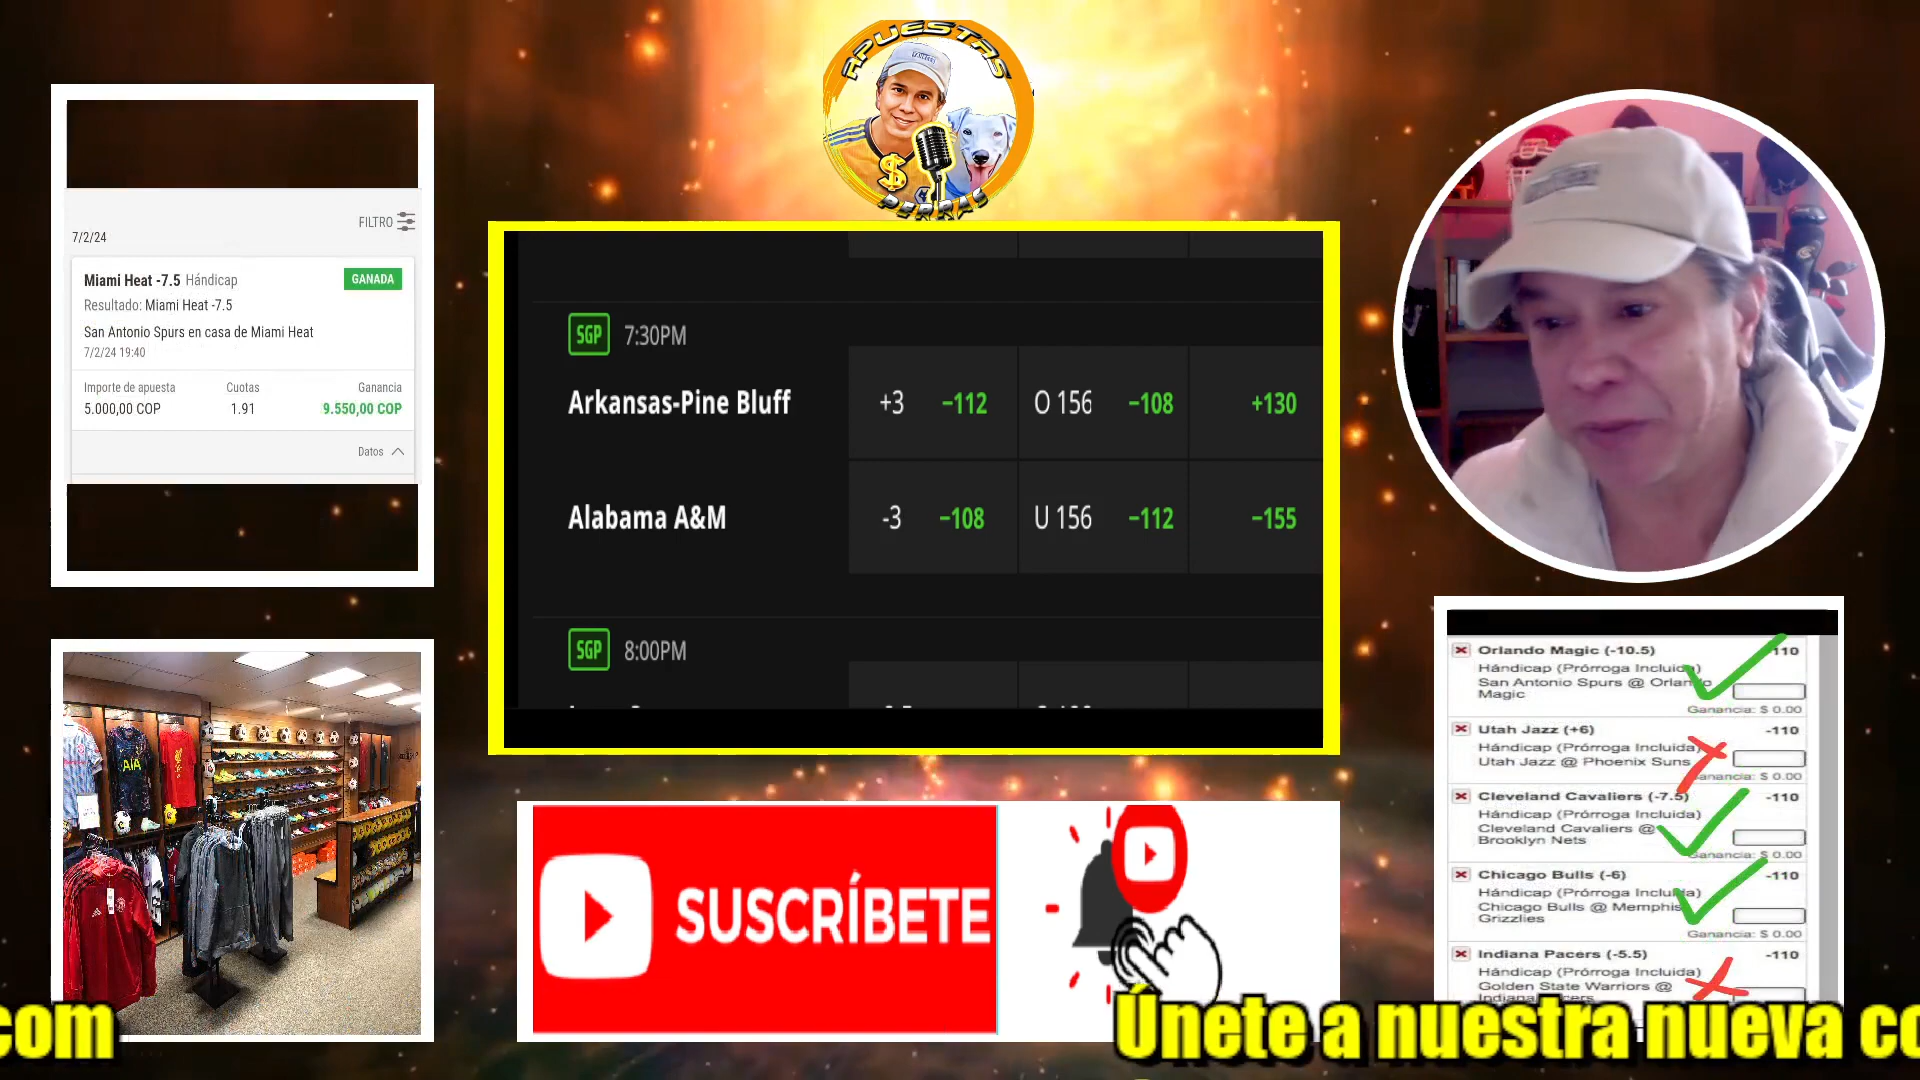 APUESTAS
$
PERRAS
FILTRO
7/2/24
Miami Heat -7.5 Hándicap
GANADA
Resultado: Miami Heat -7.5
San Antonio Spurs en casa de Miami Heat
7/2/24 19:40
Importe de apuesta Cuotas Ganancia
5.000,00 COP 1.91 9.550,00 COP
Datos
SGP 7:30PM
Arkansas-Pine Bluff +3 −112 O 156 −108 +130
Alabama A&M -3 −108 U 156 −112 −155
SGP 8:00PM
AIA
SUSCRÍBETE
Orlando Magic (-10.5) 110
Hándicap (Prórroga Incluida)
San Antonio Spurs @ Orlando
Magic
Ganancia: $ 0.00
Utah Jazz (+6) -110
Hándicap (Prórroga Incluida)
Utah Jazz @ Phoenix Suns
Ganancia: $ 0.00
Cleveland Cavaliers (-7.5) -110
Hándicap (Prórroga Incluida)
Cleveland Cavaliers @
Brooklyn Nets
Ganancia: $ 0.00
Chicago Bulls (-6) -110
Hándicap (Prórroga Incluida)
Chicago Bulls @ Memphis
Grizzlies
Ganancia: $ 0.00
Indiana Pacers (-5.5) -110
Hándicap (Prórroga Incluida)
Golden State Warriors @
Indiana Pacers
com
Únete a nuestra nueva co